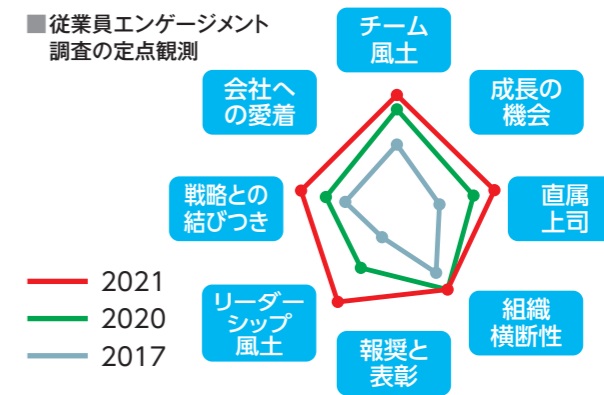 ■従業員エンゲージメント
調査の定点観測
チーム
風土
成長の
機会
直属
上司
組織
横断性
報奨と
表彰
リーダー
シップ
風土
戦略との
結びつき
会社へ
の愛着
2021
2020
2017